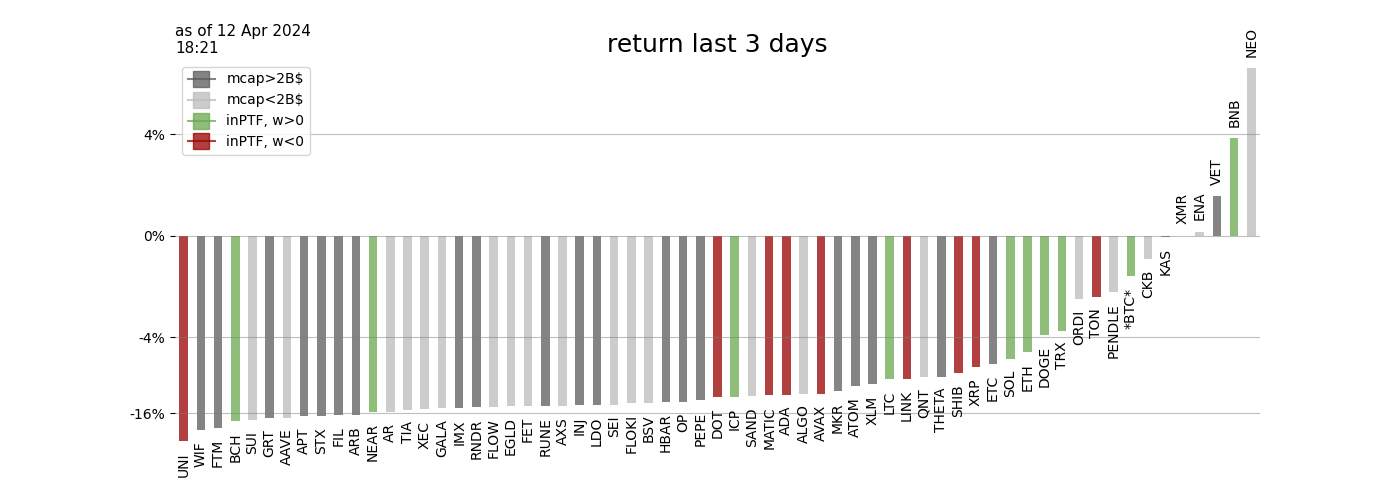 as of 12 Apr 2024
18:21
return last 3 days
mcap>2B$
mcap<2B$
inPTF, w>0
inPTF, w<0
4%
0%
-4%
-16%
UNI
WIF
FTM
BCH
SUI
GRT
AAVE
APT
STX
FIL
ARB
NEAR
AR
TIA
XEC
GALA
IMX
RNDR
FLOW
EGLD
FET
RUNE
AXS
INJ
LDO
SEI
FLOKI
BSV
HBAR
OP
PEPE
DOT
ICP
SAND
MATIC
ADA
ALGO
AVAX
MKR
ATOM
XLM
LTC
LINK
QNT
THETA
SHIB
XRP
ETC
SOL
ETH
DOGE
TRX
ORDI
TON
PENDLE
*BTC*
CKB
KAS
XMR
ENA
VET
BNB
NEO